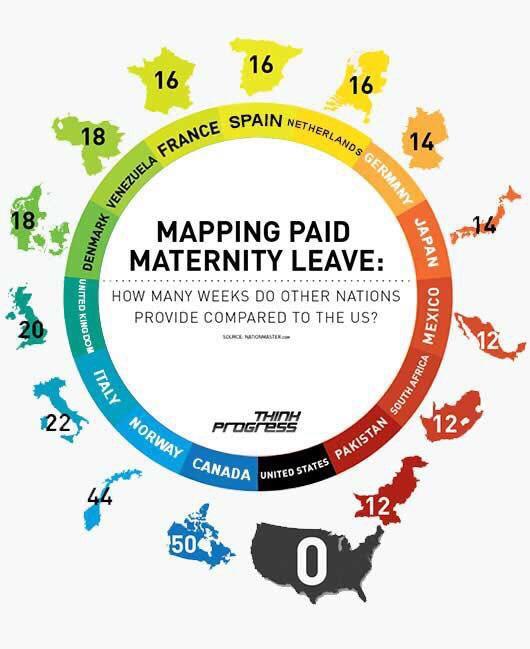 MAPPING PAID
MATERNITY LEAVE:
HOW MANY WEEKS DO OTHER NATIONS
PROVIDE COMPARED TO THE US?
SOURCE: NATIONMASTER.com
THINK
PROGRESS
SPAIN
16
NETHERLANDS
16
GERMANY
14
JAPAN
14
MEXICO
12
SOUTH AFRICA
12
PAKISTAN
12
UNITED STATES
0
CANADA
50
NORWAY
44
ITALY
22
UNITED KINGDOM
20
DENMARK
18
VENEZUELA
18
FRANCE
16